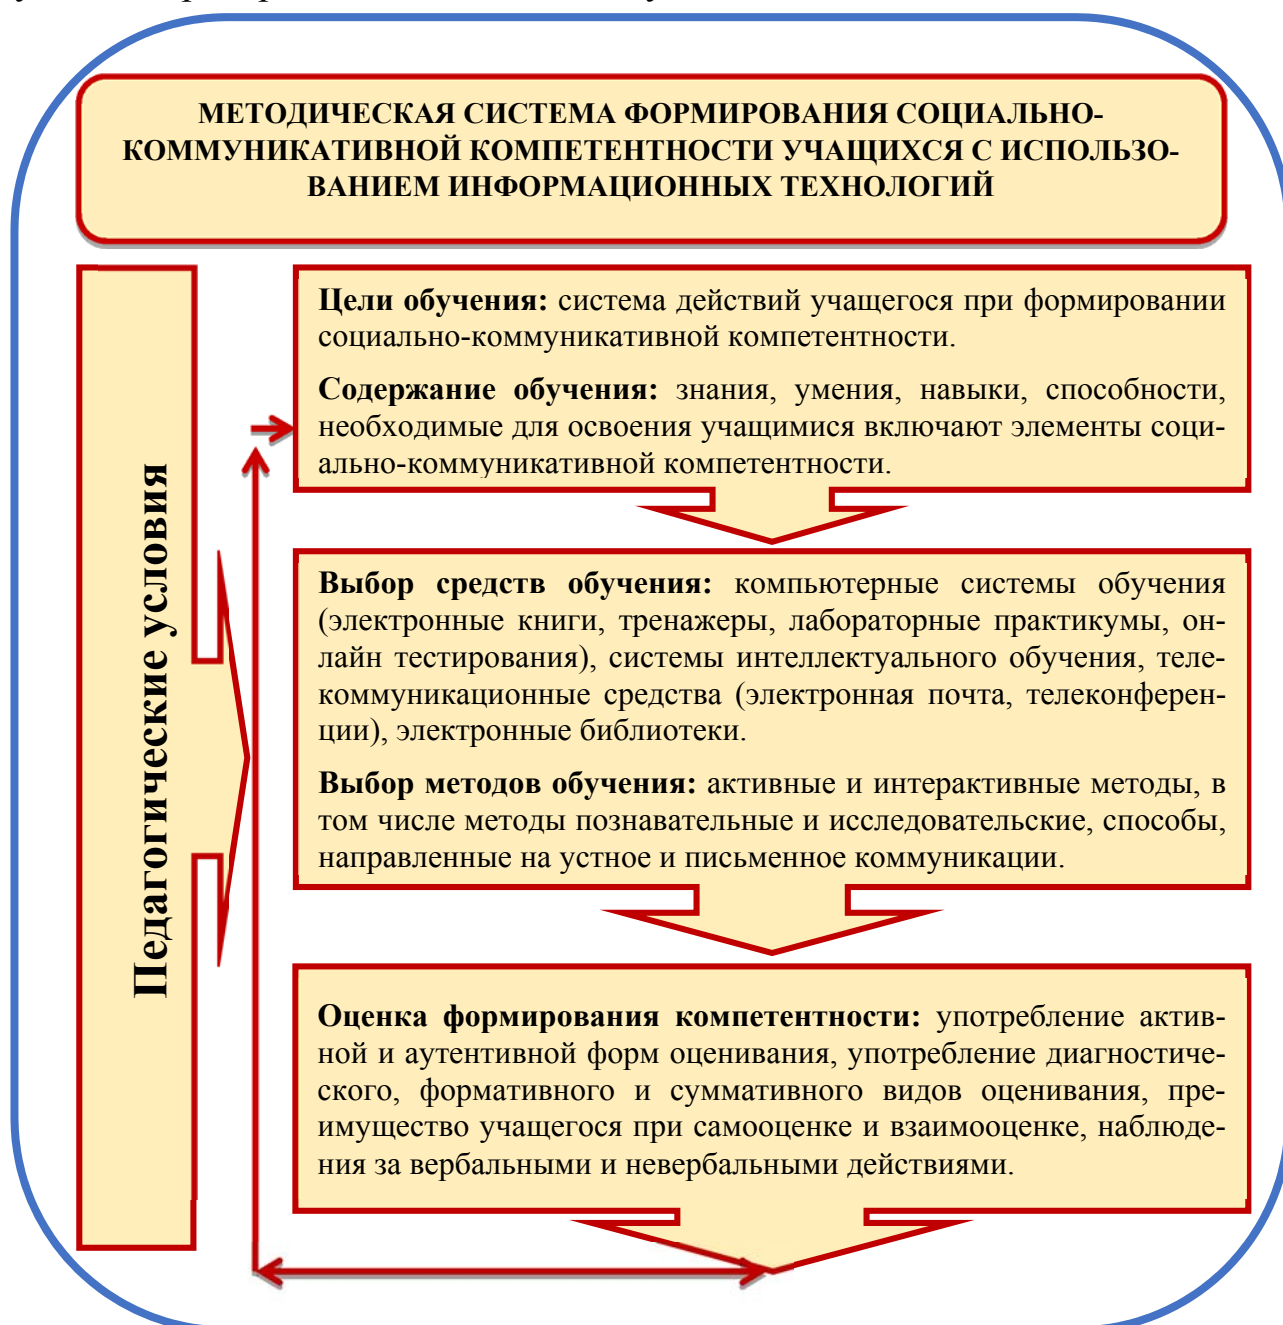 МЕТОДИЧЕСКАЯ СИСТЕМА ФОРМИРОВАНИЯ СОЦИАЛЬНО-
КОММУНИКАТИВНОЙ КОМПЕТЕНТНОСТИ УЧАЩИХСЯ С ИСПОЛЬЗО-
ВАНИЕМ ИНФОРМАЦИОННЫХ ТЕХНОЛОГИЙ
Педагогические условия
Цели обучения: система действий учащегося при формировании
социально-коммуникативной компетентности.
Содержание обучения: знания, умения, навыки, способности,
необходимые для освоения учащимися включают элементы соци-
ально-коммуникативной компетентности.
Выбор средств обучения: компьютерные системы обучения
(электронные книги, тренажеры, лабораторные практикумы, он-
лайн тестирования), системы интеллектуального обучения, теле-
коммуникационные средства (электронная почта, телеконферен-
ции), электронные библиотеки.
Выбор методов обучения: активные и интерактивные методы, в
том числе методы познавательные и исследовательские, способы,
направленные на устное и письменное коммуникации.
Оценка формирования компетентности: употребление актив-
ной и аутентивной форм оценивания, употребление диагностиче-
ского, формативного и суммативного видов оценивания, пре-
имущество учащегося при самооценке и взаимооценке, наблюде-
ния за вербальными и невербальными действиями.